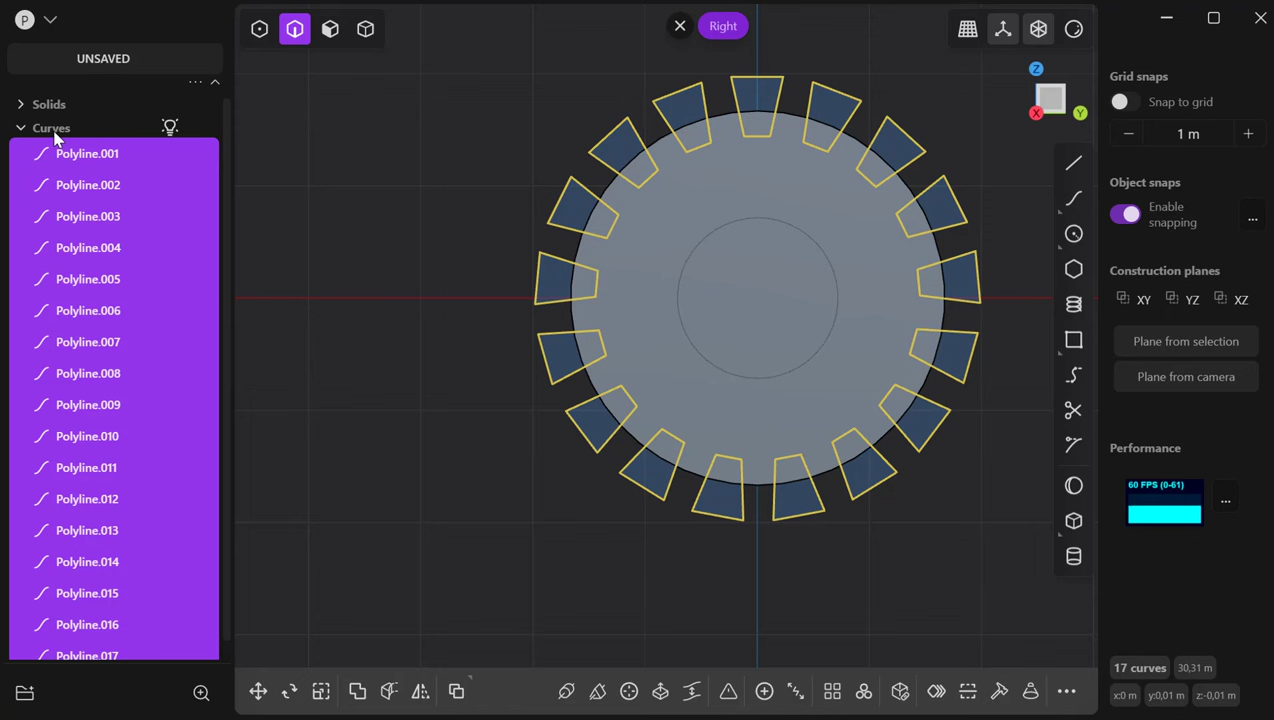 P
UNSAVED
Solids
Curves
Polyline.001
Polyline.002
Polyline.003
Polyline.004
Polyline.005
Polyline.006
Polyline.007
Polyline.008
Polyline.009
Polyline.010
Polyline.011
Polyline.012
Polyline.013
Polyline.014
Polyline.015
Polyline.016
Polyline.017
Right
Z
X
Y
Grid snaps
Snap to grid
1 m
Object snaps
Enable
snapping
...
Construction planes
XY YZ XZ
Plane from selection
Plane from camera
Performance
60 FPS (0-61)
...
17 curves 30,31 m
x:0 m y:0,01 m z:-0,01 m